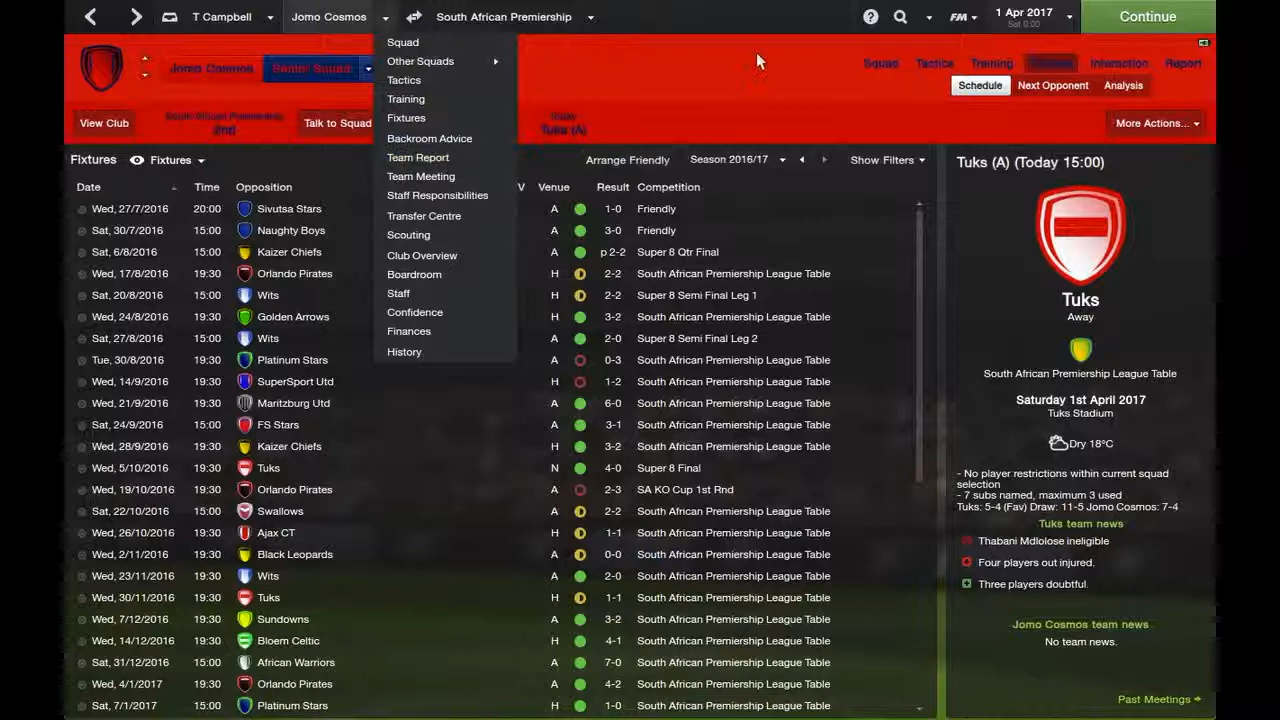 T Campbell
Jomo Cosmos
South African Premiership
FM
1 Apr 2017
Sat 0:00
Continue
Jomo Cosmos
Senior Squad
Squad
Tactics
Training
Interaction
Report
Schedule
Next Opponent
Analysis
View Club
South African Premiership
2nd
Talk to Squad
Today
Tuks (A)
More Actions...
Squad
Other Squads
Tactics
Training
Fixtures
Backroom Advice
Team Report
Team Meeting
Staff Responsibilities
Transfer Centre
Scouting
Club Overview
Boardroom
Staff
Confidence
Finances
History
Fixtures
Fixtures
Arrange Friendly
Season 2016/17
Show Filters
Date Time Opposition V Venue Result Competition
Wed, 27/7/2016 20:00 Sivutsa Stars A 1-0 Friendly
Sat, 30/7/2016 15:00 Naughty Boys A 3-0 Friendly
Sat, 6/8/2016 15:00 Kaizer Chiefs A p 2-2 Super 8 Qtr Final
Wed, 17/8/2016 19:30 Orlando Pirates H 2-2 South African Premiership League Table
Sat, 20/8/2016 15:00 Wits H 2-2 Super 8 Semi Final Leg 1
Wed, 24/8/2016 19:30 Golden Arrows H 3-2 South African Premiership League Table
Sat, 27/8/2016 15:00 Wits A 2-0 Super 8 Semi Final Leg 2
Tue, 30/8/2016 19:30 Platinum Stars A 0-3 South African Premiership League Table
Wed, 14/9/2016 19:30 SuperSport Utd H 1-2 South African Premiership League Table
Wed, 21/9/2016 19:30 Maritzburg Utd A 6-0 South African Premiership League Table
Sat, 24/9/2016 15:00 FS Stars A 3-1 South African Premiership League Table
Wed, 28/9/2016 19:30 Kaizer Chiefs H 3-2 South African Premiership League Table
Wed, 5/10/2016 19:30 Tuks N 4-0 Super 8 Final
Wed, 19/10/2016 19:30 Orlando Pirates A 2-3 SA KO Cup 1st Rnd
Sat, 22/10/2016 15:00 Swallows A 2-2 South African Premiership League Table
Wed, 26/10/2016 19:30 Ajax CT H 1-1 South African Premiership League Table
Wed, 2/11/2016 19:30 Black Leopards A 0-0 South African Premiership League Table
Wed, 23/11/2016 19:30 Wits A 2-0 South African Premiership League Table
Wed, 30/11/2016 19:30 Tuks H 1-1 South African Premiership League Table
Wed, 7/12/2016 19:30 Sundowns A 3-2 South African Premiership League Table
Wed, 14/12/2016 19:30 Bloem Celtic H 4-1 South African Premiership League Table
Sat, 31/12/2016 15:00 African Warriors A 7-0 South African Premiership League Table
Wed, 4/1/2017 19:30 Orlando Pirates A 4-2 South African Premiership League Table
Sat, 7/1/2017 15:00 Platinum Stars H 1-0 South African Premiership League Table
Tuks (A) (Today 15:00)
Tuks
Away
South African Premiership League Table
Saturday 1st April 2017
Tuks Stadium
Dry 18°C
- No player restrictions within current squad
selection
- 7 subs named, maximum 3 used
Tuks: 5-4 (Fav) Draw: 11-5 Jomo Cosmos: 7-4
Tuks team news
Thabani Mdlolose ineligible
Four players out injured.
Three players doubtful.
Jomo Cosmos team news
No team news.
Past Meetings